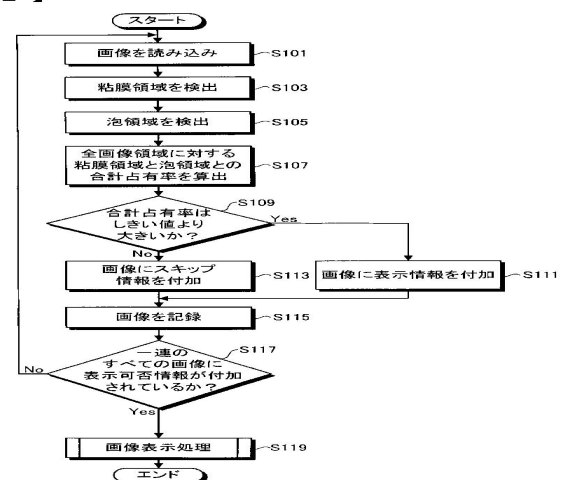 スタート
画像を読み込み
S101
粘膜領域を検出
S103
泡領域を検出
S105
全画像領域に対する
粘膜領域と泡領域との
合計占有率を算出
S107
合計占有率は
しきい値より
大きいか？
S109
Yes
No
画像にスキップ
情報を付加
S113
画像に表示情報を付加
S111
画像を記録
S115
一連の
すべての画像に
表示可否情報が付加
されているか？
S117
No
Yes
画像表示処理
S119
エンド